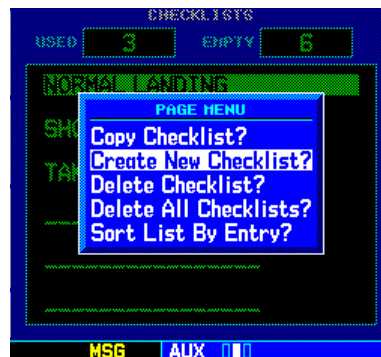 CHECKLISTS
USED 3 EMPTY 6
NORMAL LANDING
PAGE MENU
Copy Checklist?
Create New Checklist?
Delete Checklist?
Delete All Checklists?
Sort List By Entry?
MSG AUX